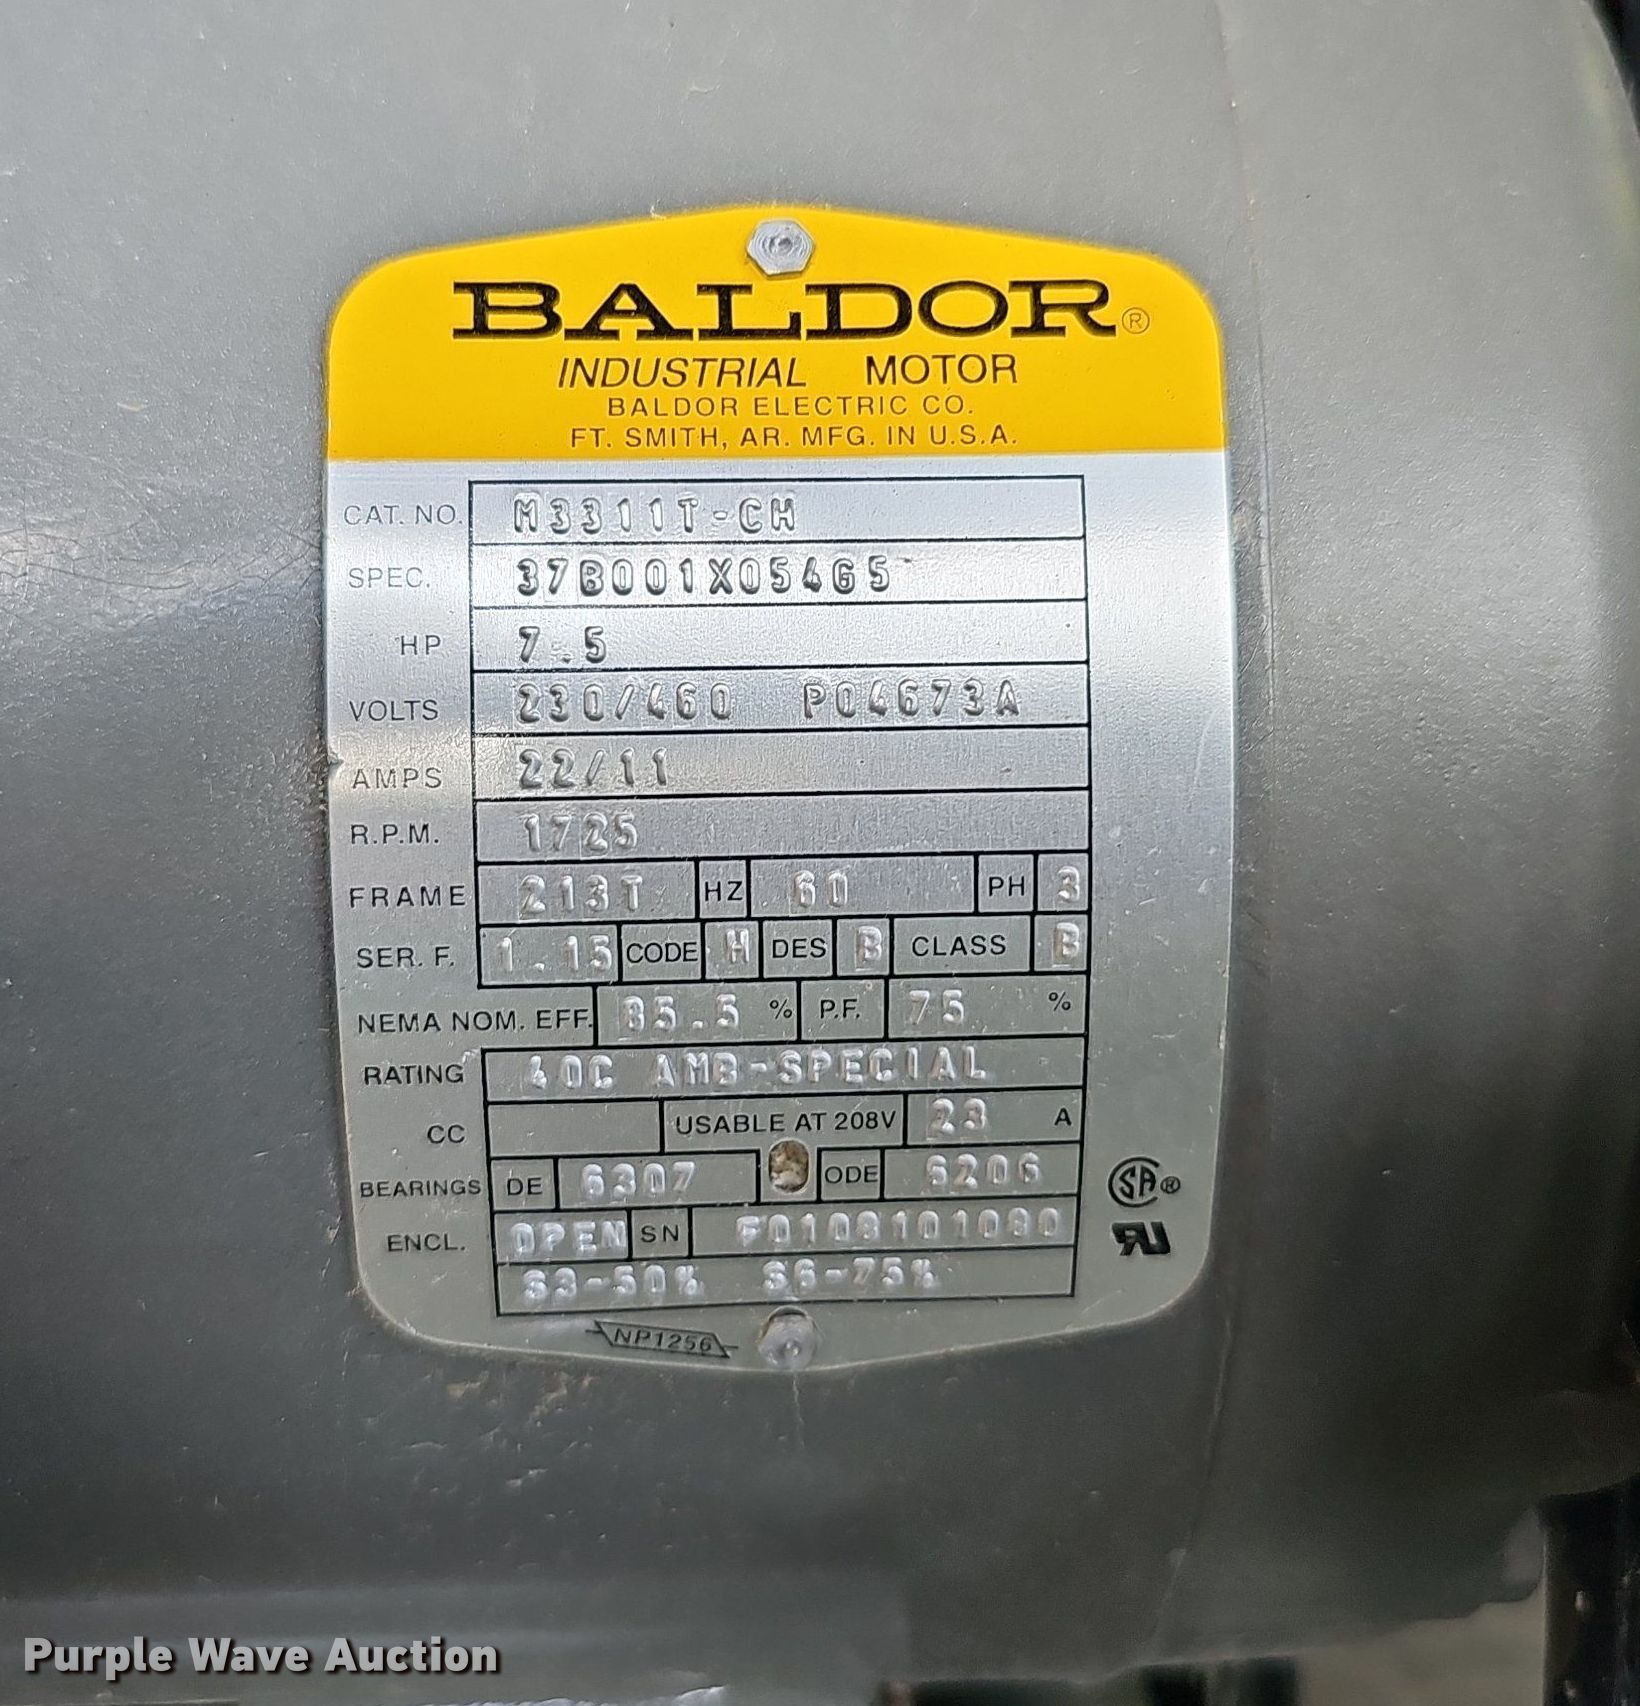 BALDOR®
INDUSTRIAL MOTOR
BALDOR ELECTRIC CO.
FT. SMITH, AR. MFG. IN U.S.A.
CAT. NO. M3311T-CH
SPEC. 37B001X054G5
HP 7.5
VOLTS 230/460 P04673A
AMPS 22/11
R.P.M. 1725
FRAME 213T HZ 60 PH 3
SER. F. 1.15 CODE H DES B CLASS B
NEMA NOM. EFF. 85.5 % P.F. 75 %
RATING 40C AMB-SPECIAL
CC USABLE AT 208V 23 A
BEARINGS DE 6307 ODE 6206
ENCL. OPEN SN F0108101080
S3-50% S6-75%
SA®
NP1256
Purple Wave Auction